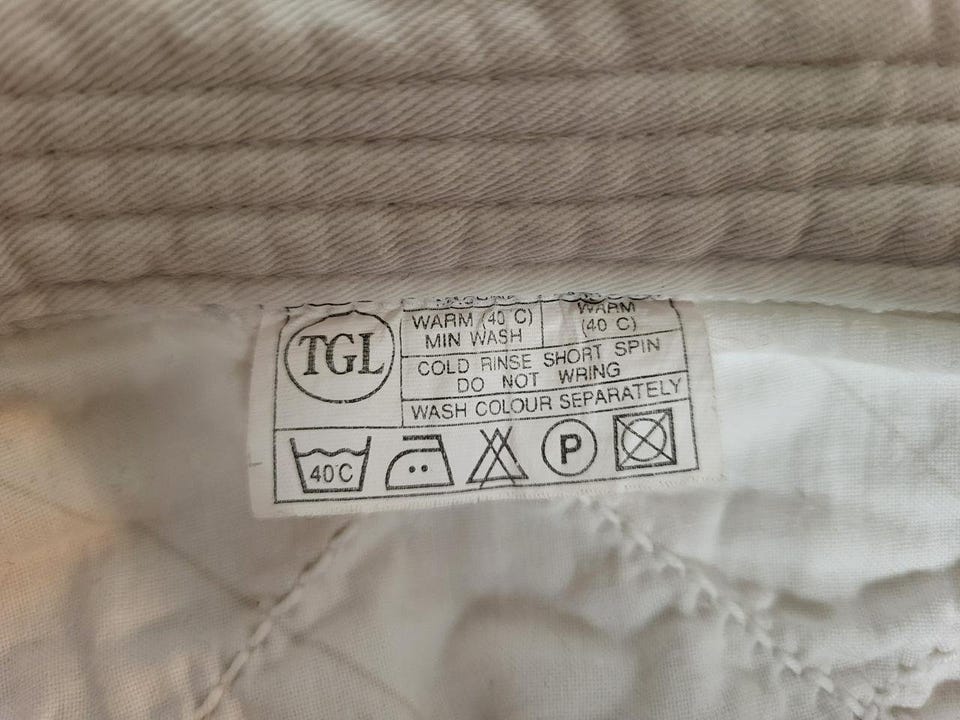 TGL
WARM (40 C)
MIN WASH
WARM
(40 C)
COLD RINSE SHORT SPIN
DO NOT WRING
WASH COLOUR SEPARATELY
40C
P